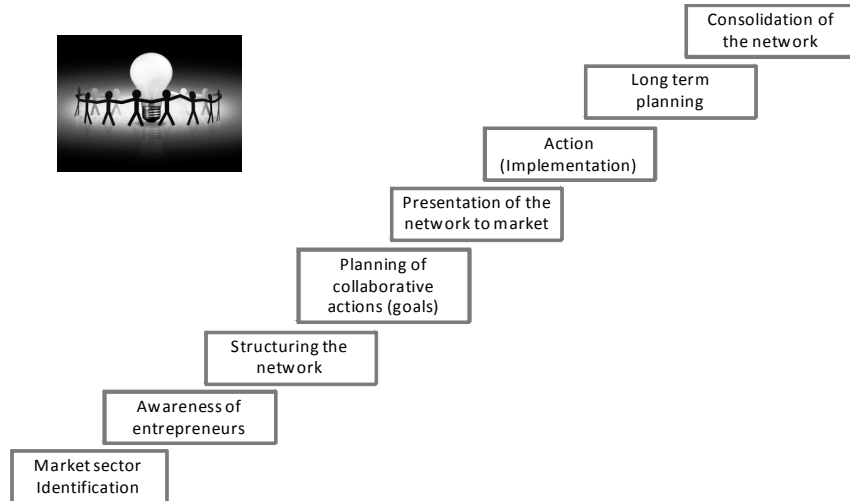 Consolidation of
the network
Long term
planning
Action
(Implementation)
Presentation of the
network to market
Planning of
collaborative
actions (goals)
Structuring the
network
Awareness of
entrepreneurs
Market sector
Identification